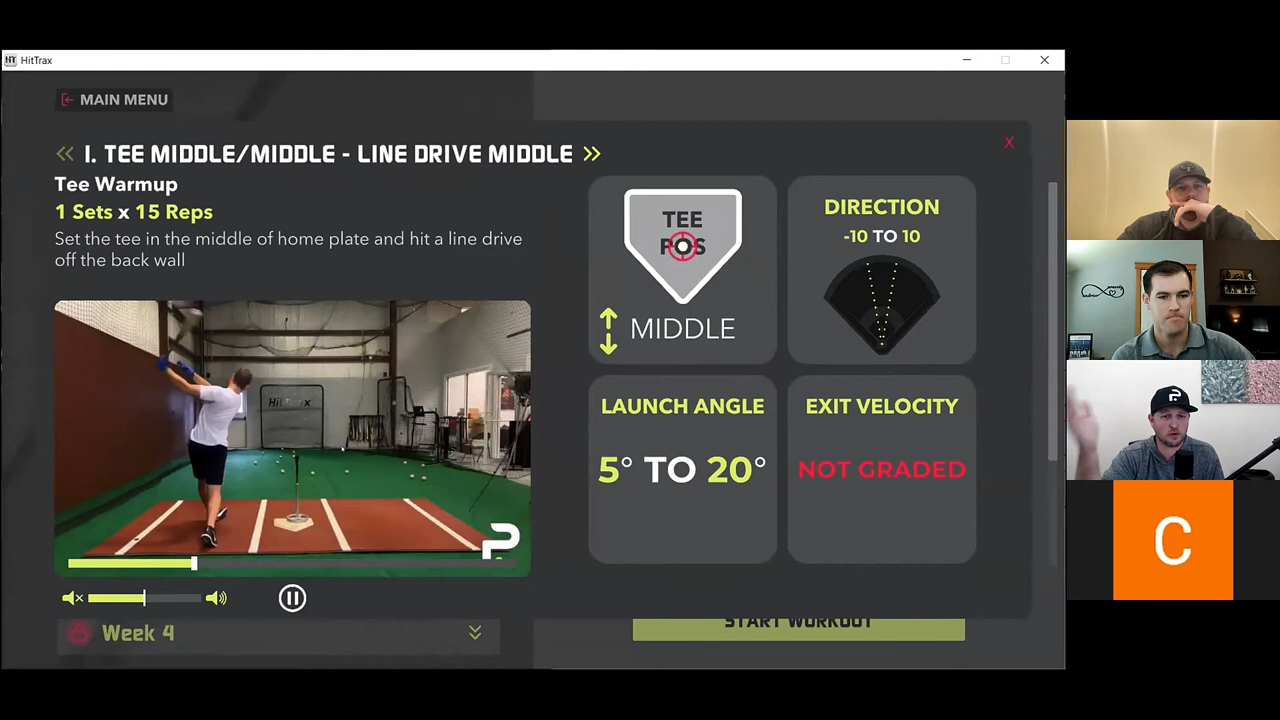 HT HitTrax
MAIN MENU
I. TEE MIDDLE/MIDDLE - LINE DRIVE MIDDLE
Tee Warmup
1 Sets x 15 Reps
Set the tee in the middle of home plate and hit a line drive
off the back wall
TEE
POS
MIDDLE
DIRECTION
-10 TO 10
LAUNCH ANGLE
5° TO 20°
EXIT VELOCITY
NOT GRADED
HitTrax
P
Week 4
START WORKOUT
X
P
C